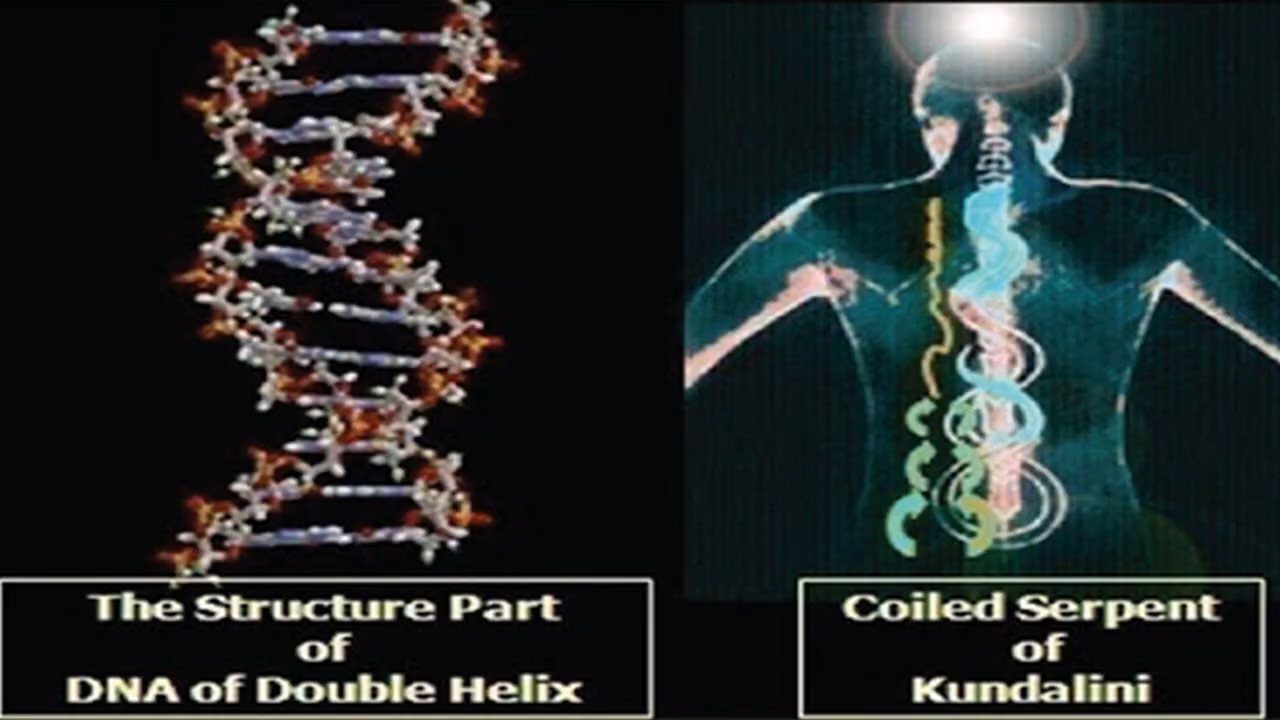 The Structure Part
of
DNA of Double Helix
Coiled Serpent
of
Kundalini